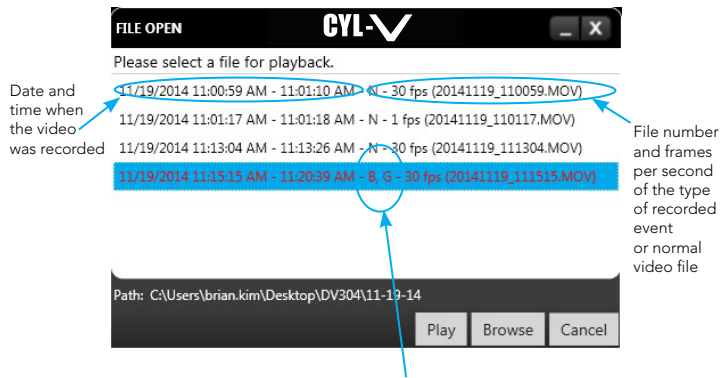 FILE OPEN
CYL-V
_ X
Please select a file for playback.
11/19/2014 11:00:59 AM - 11:01:10 AM - N - 30 fps (20141119_110059.MOV)
11/19/2014 11:01:17 AM - 11:01:18 AM - N - 1 fps (20141119_110117.MOV)
11/19/2014 11:13:04 AM - 11:13:26 AM - N - 30 fps (20141119_111304.MOV)
11/19/2014 11:15:15 AM - 11:20:39 AM - B, G - 30 fps (20141119_111515.MOV)
Path: C:\Users\brian.kim\Desktop\DV304\11-19-14
Play Browse Cancel
Date and
time when
the video
was recorded
File number
and frames
per second
of the type
of recorded
event
or normal
video file